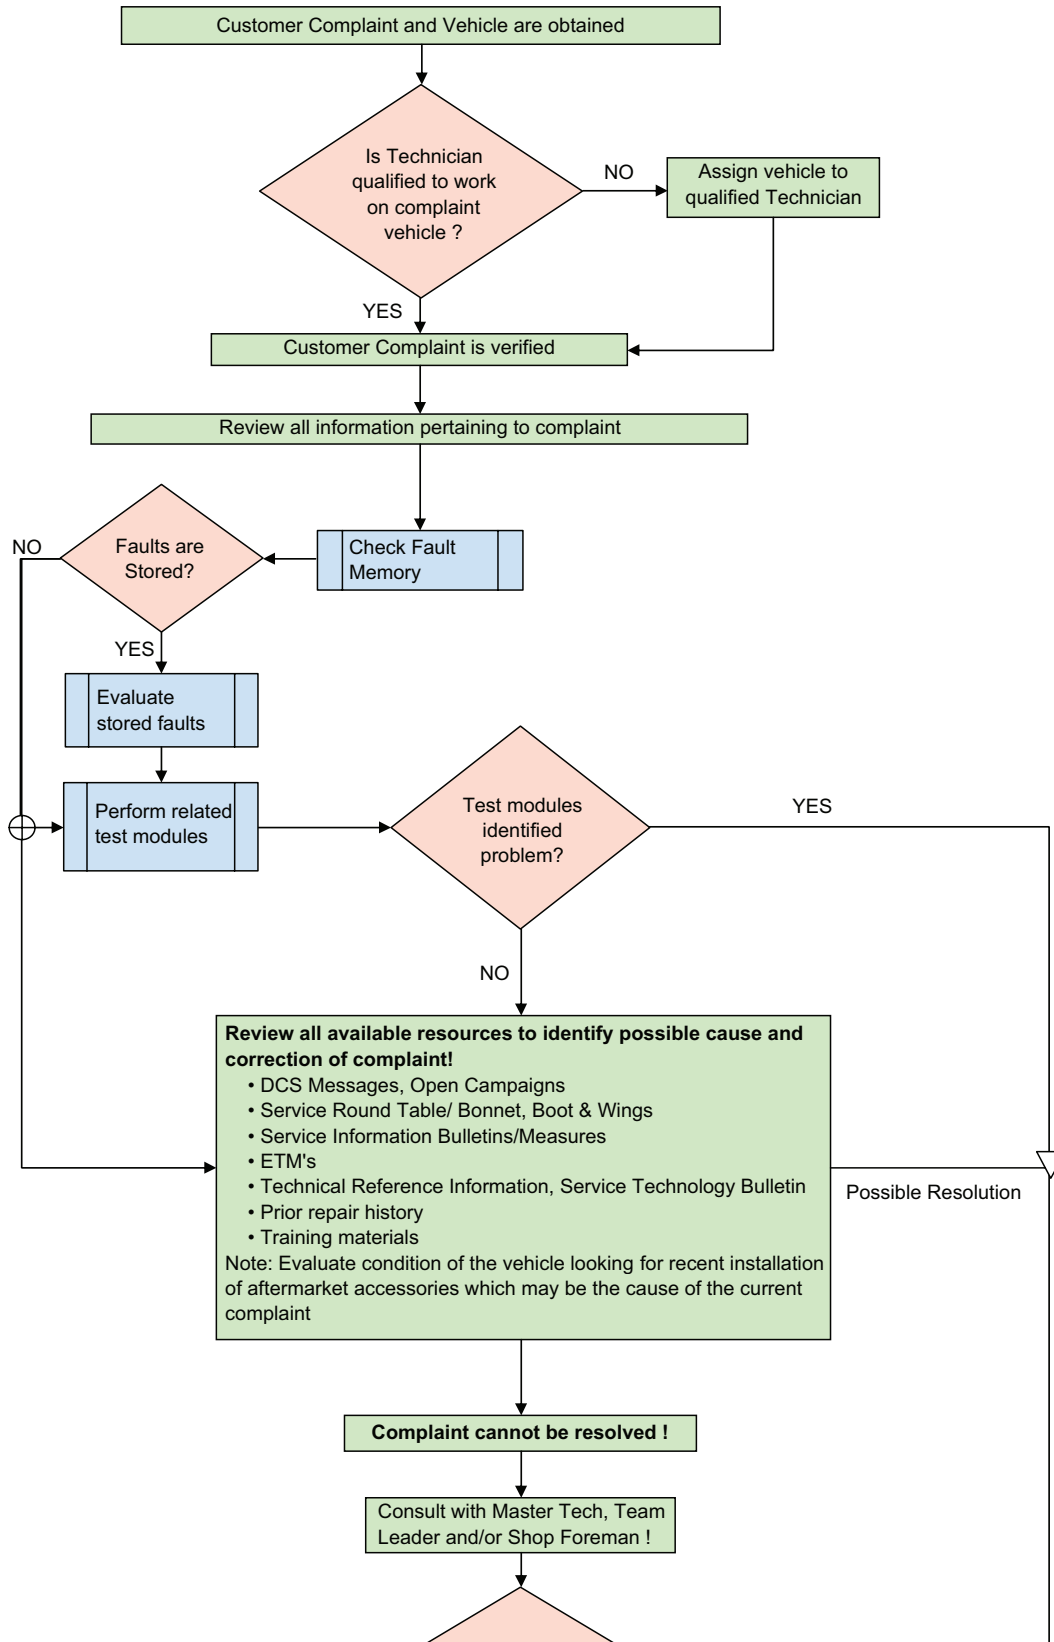 Customer Complaint and Vehicle are obtained
Is Technician
qualified to work
on complaint
vehicle ?
NO
Assign vehicle to
qualified Technician
YES
Customer Complaint is verified
Review all information pertaining to complaint
Check Fault
Memory
Faults are
Stored?
NO
YES
Evaluate
stored faults
Perform related
test modules
Test modules
identified
problem?
YES
NO
Review all available resources to identify possible cause and
correction of complaint!
• DCS Messages, Open Campaigns
• Service Round Table/ Bonnet, Boot & Wings
• Service Information Bulletins/Measures
• ETM's
• Technical Reference Information, Service Technology Bulletin
• Prior repair history
• Training materials
Note: Evaluate condition of the vehicle looking for recent installation
of aftermarket accessories which may be the cause of the current
complaint
Possible Resolution
Complaint cannot be resolved !
Consult with Master Tech, Team
Leader and/or Shop Foreman !